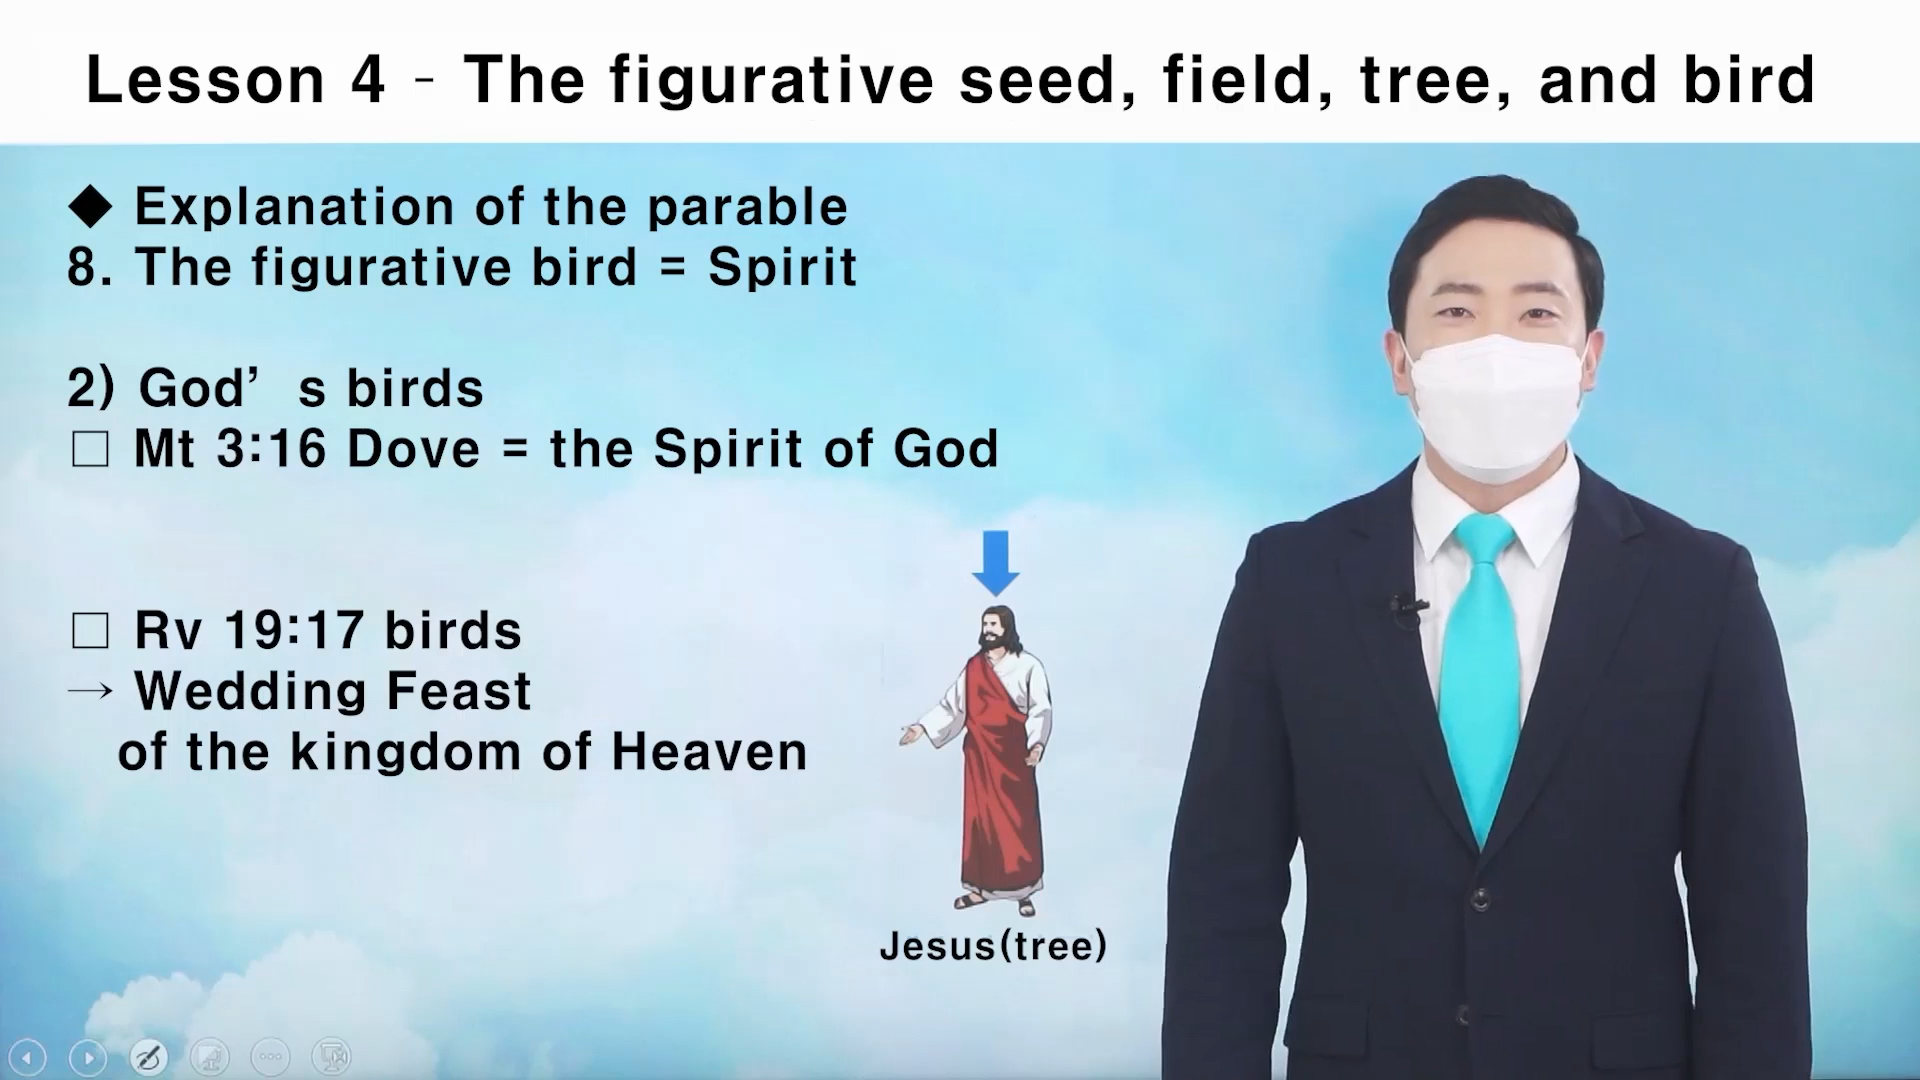 Lesson 4 - The figurative seed, field, tree, and bird
◆ Explanation of the parable
8. The figurative bird = Spirit
2) God’ s birds
□ Mt 3:16 Dove = the Spirit of God
□ Rv 19:17 birds
→ Wedding Feast
of the kingdom of Heaven
Jesus(tree)